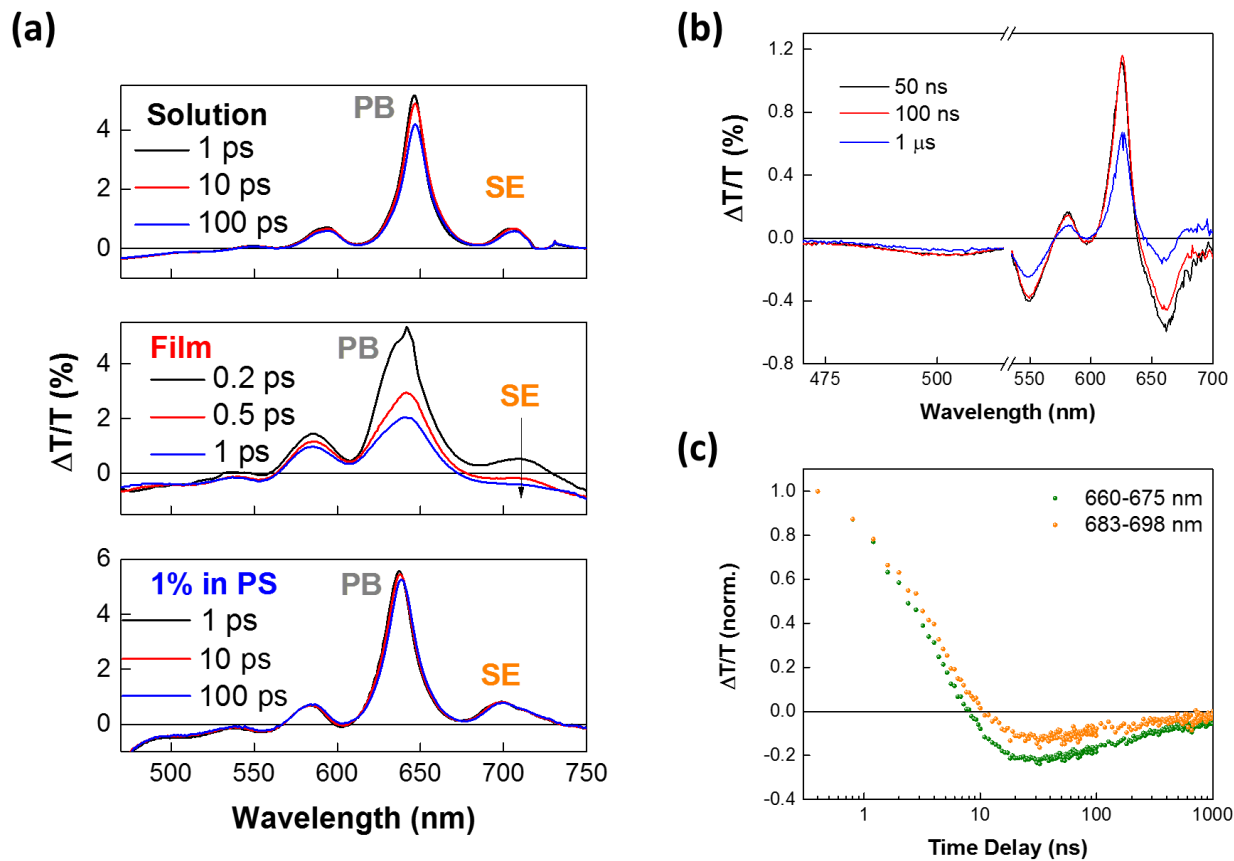 (a)
Solution
1 ps
10 ps
100 ps
PB
SE
4
2
0
Film
0.2 ps
0.5 ps
1 ps
PB
SE
4
2
0
ΔT/T (%)
1% in PS
1 ps
10 ps
100 ps
PB
SE
6
4
2
0
500 550 600 650 700 750
Wavelength (nm)
(b)
50 ns
100 ns
1 μs
1.2
0.8
0.4
0.0
-0.4
-0.8
ΔT/T (%)
475 500 550 600 650 700
Wavelength (nm)
(c)
660-675 nm
683-698 nm
1.0
0.8
0.6
0.4
0.2
0.0
-0.2
-0.4
ΔT/T (norm.)
1 10 100 1000
Time Delay (ns)